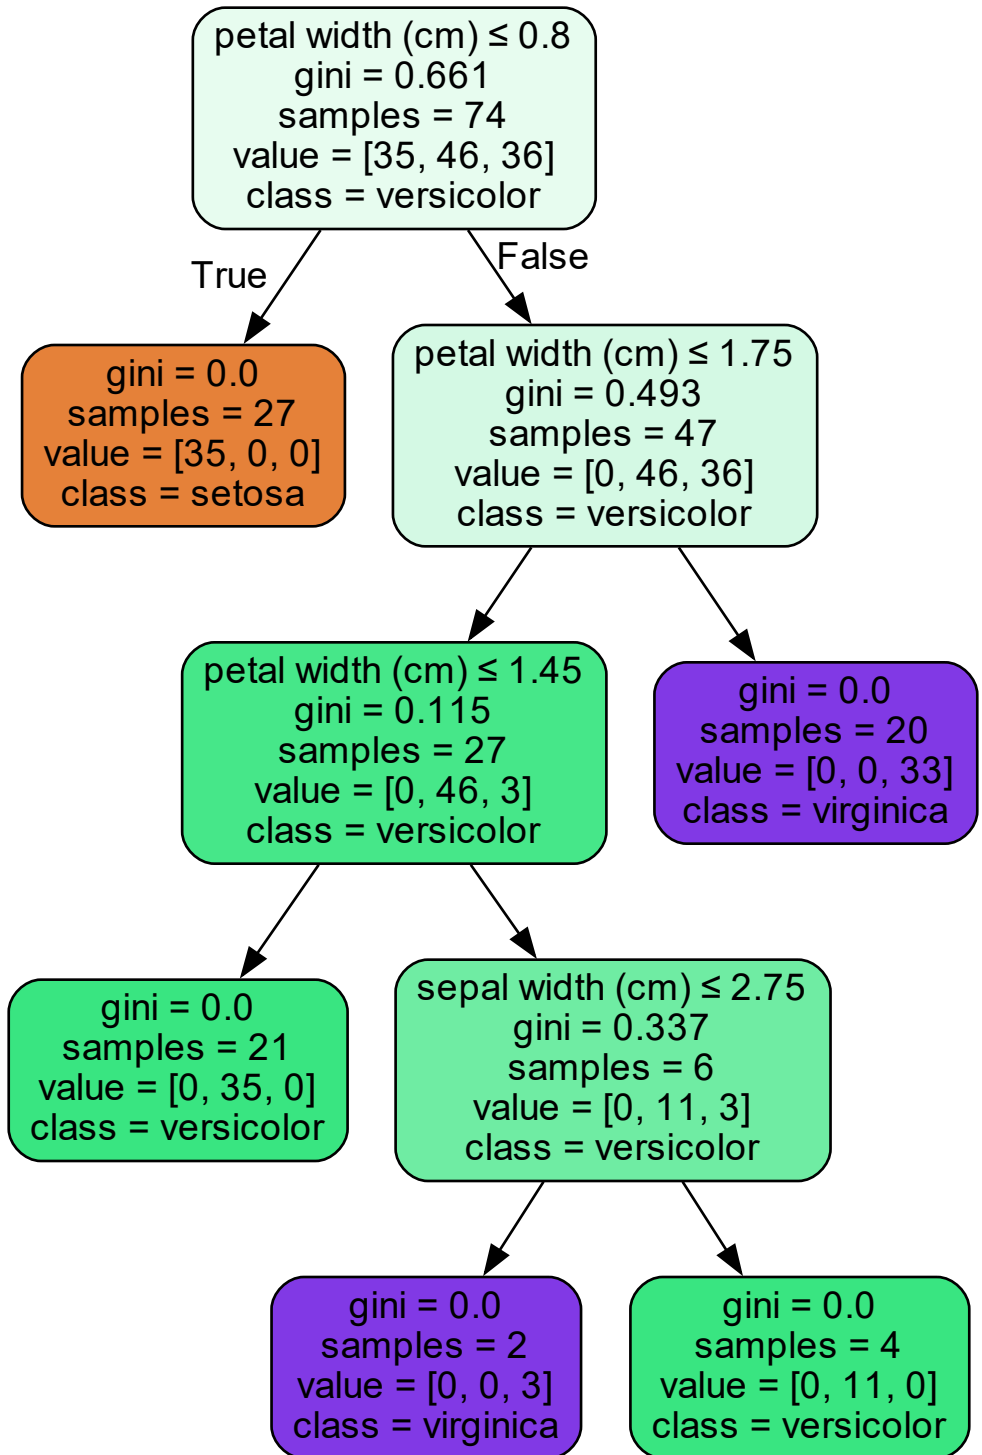 petal width (cm) ≤ 0.8
gini = 0.661
samples = 74
value = [35, 46, 36]
class = versicolor
True
False
gini = 0.0
samples = 27
value = [35, 0, 0]
class = setosa
petal width (cm) ≤ 1.75
gini = 0.493
samples = 47
value = [0, 46, 36]
class = versicolor
petal width (cm) ≤ 1.45
gini = 0.115
samples = 27
value = [0, 46, 3]
class = versicolor
gini = 0.0
samples = 20
value = [0, 0, 33]
class = virginica
gini = 0.0
samples = 21
value = [0, 35, 0]
class = versicolor
sepal width (cm) ≤ 2.75
gini = 0.337
samples = 6
value = [0, 11, 3]
class = versicolor
gini = 0.0
samples = 2
value = [0, 0, 3]
class = virginica
gini = 0.0
samples = 4
value = [0, 11, 0]
class = versicolor